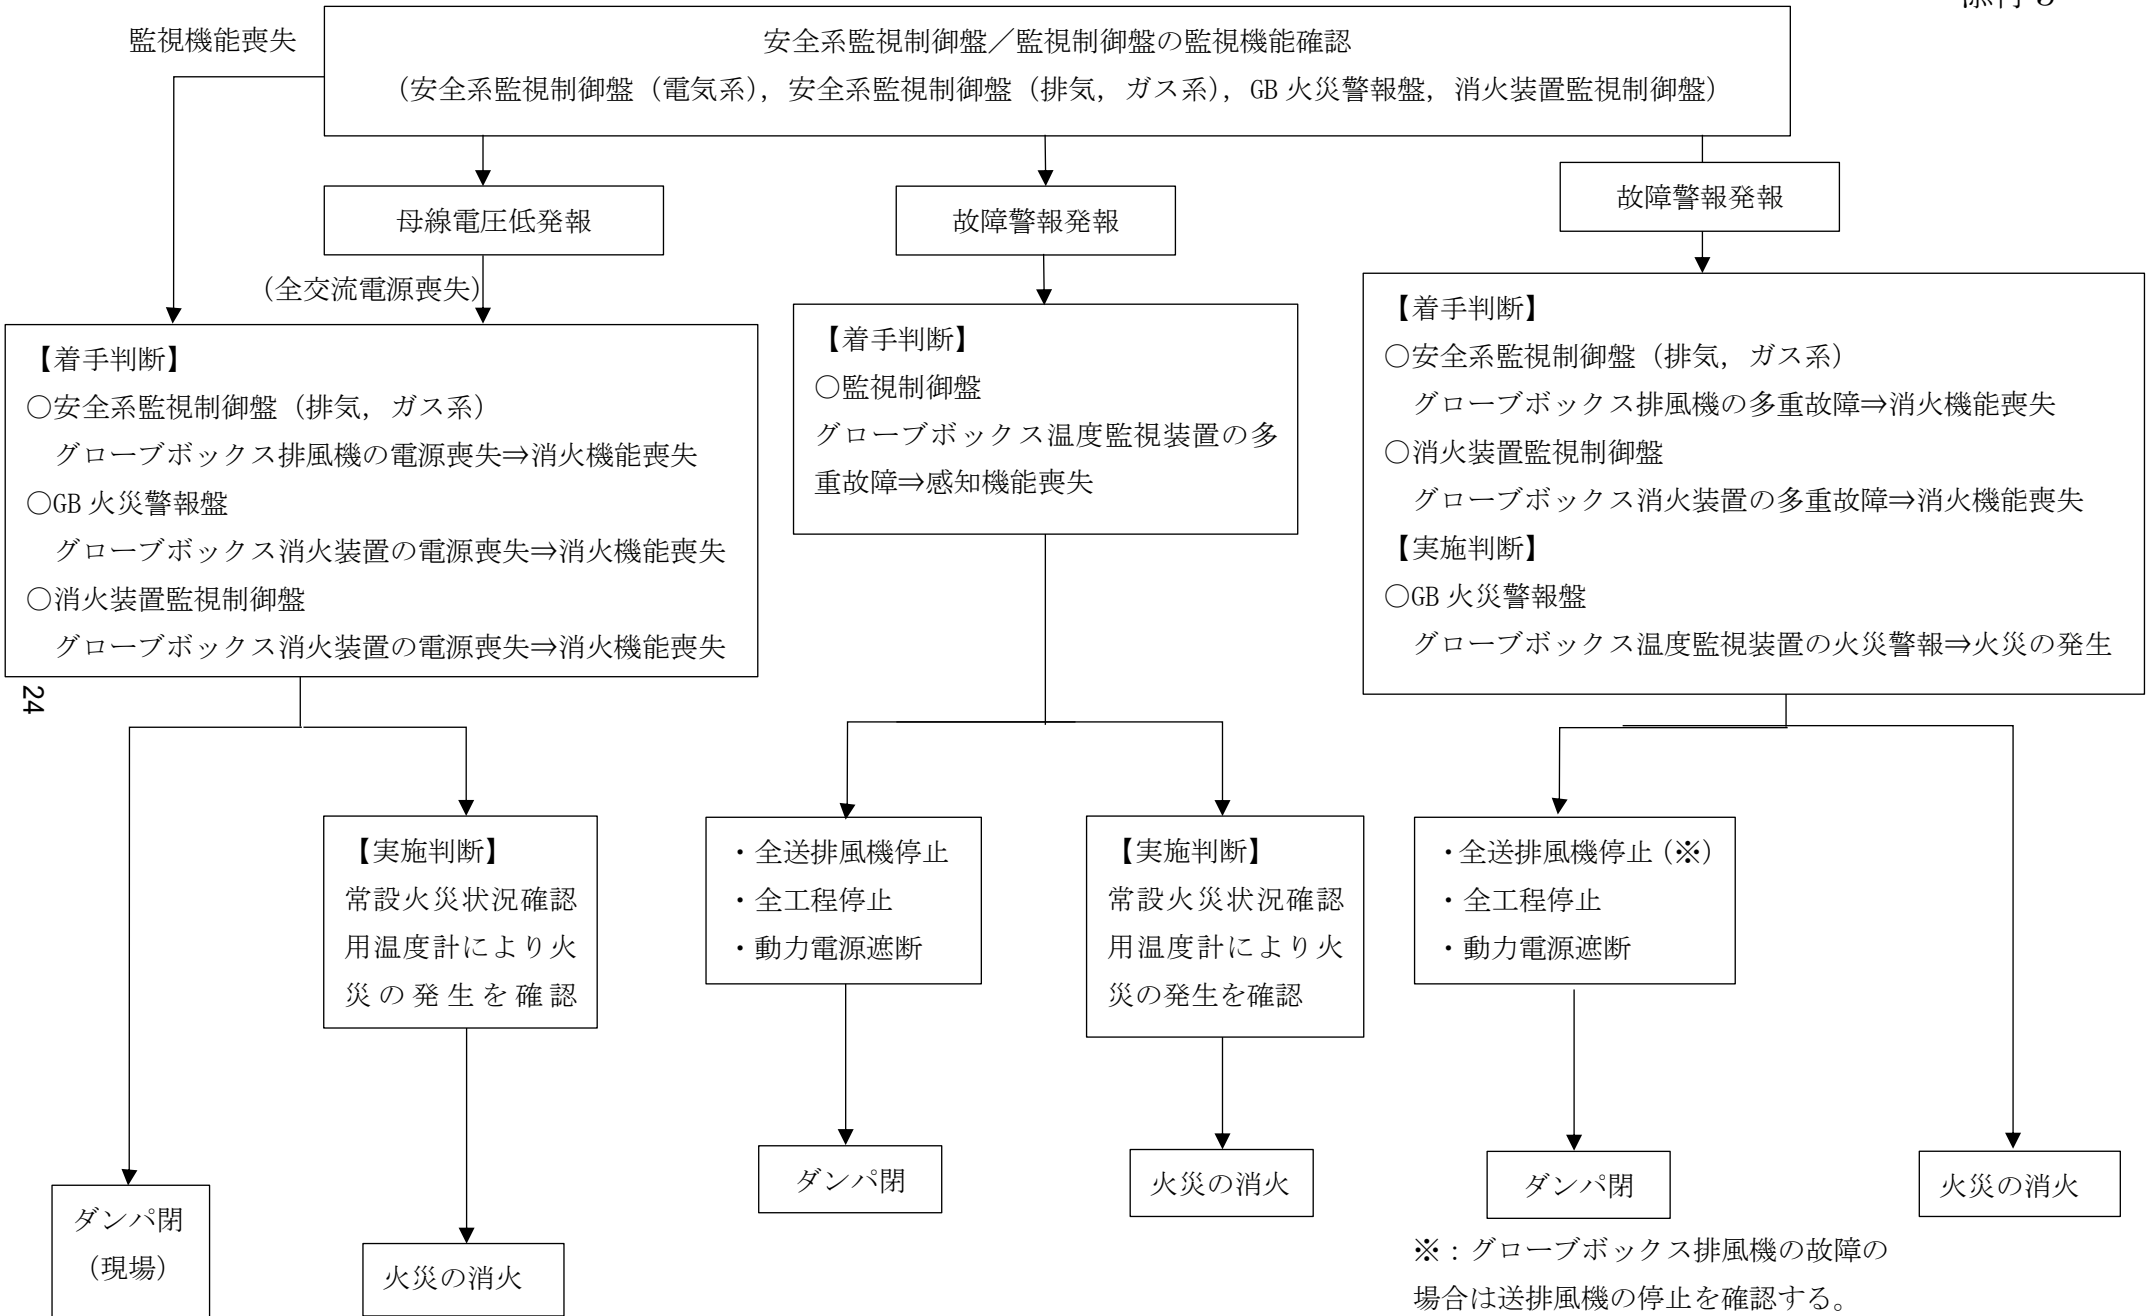 添付 5
監視機能喪失
安全系監視制御盤／監視制御盤の監視機能確認
（安全系監視制御盤（電気系），安全系監視制御盤（排気，ガス系），GB 火災警報盤，消火装置監視制御盤）
母線電圧低発報
（全交流電源喪失）
【着手判断】
○安全系監視制御盤（排気，ガス系）
グローブボックス排風機の電源喪失⇒消火機能喪失
○GB 火災警報盤
グローブボックス消火装置の電源喪失⇒消火機能喪失
○消火装置監視制御盤
グローブボックス消火装置の電源喪失⇒消火機能喪失
故障警報発報
【着手判断】
○監視制御盤
グローブボックス温度監視装置の多
重故障⇒感知機能喪失
故障警報発報
【着手判断】
○安全系監視制御盤（排気，ガス系）
グローブボックス排風機の多重故障⇒消火機能喪失
○消火装置監視制御盤
グローブボックス消火装置の多重故障⇒消火機能喪失
【実施判断】
○GB 火災警報盤
グローブボックス温度監視装置の火災警報⇒火災の発生
24
【実施判断】
常設火災状況確認
用温度計により火
災の発生を確認
・全送排風機停止
・全工程停止
・動力電源遮断
【実施判断】
常設火災状況確認
用温度計により火
災の発生を確認
・全送排風機停止（※）
・全工程停止
・動力電源遮断
ダンパ閉
（現場）
火災の消火
ダンパ閉
火災の消火
ダンパ閉
火災の消火
※：グローブボックス排風機の故障の
場合は送排風機の停止を確認する。